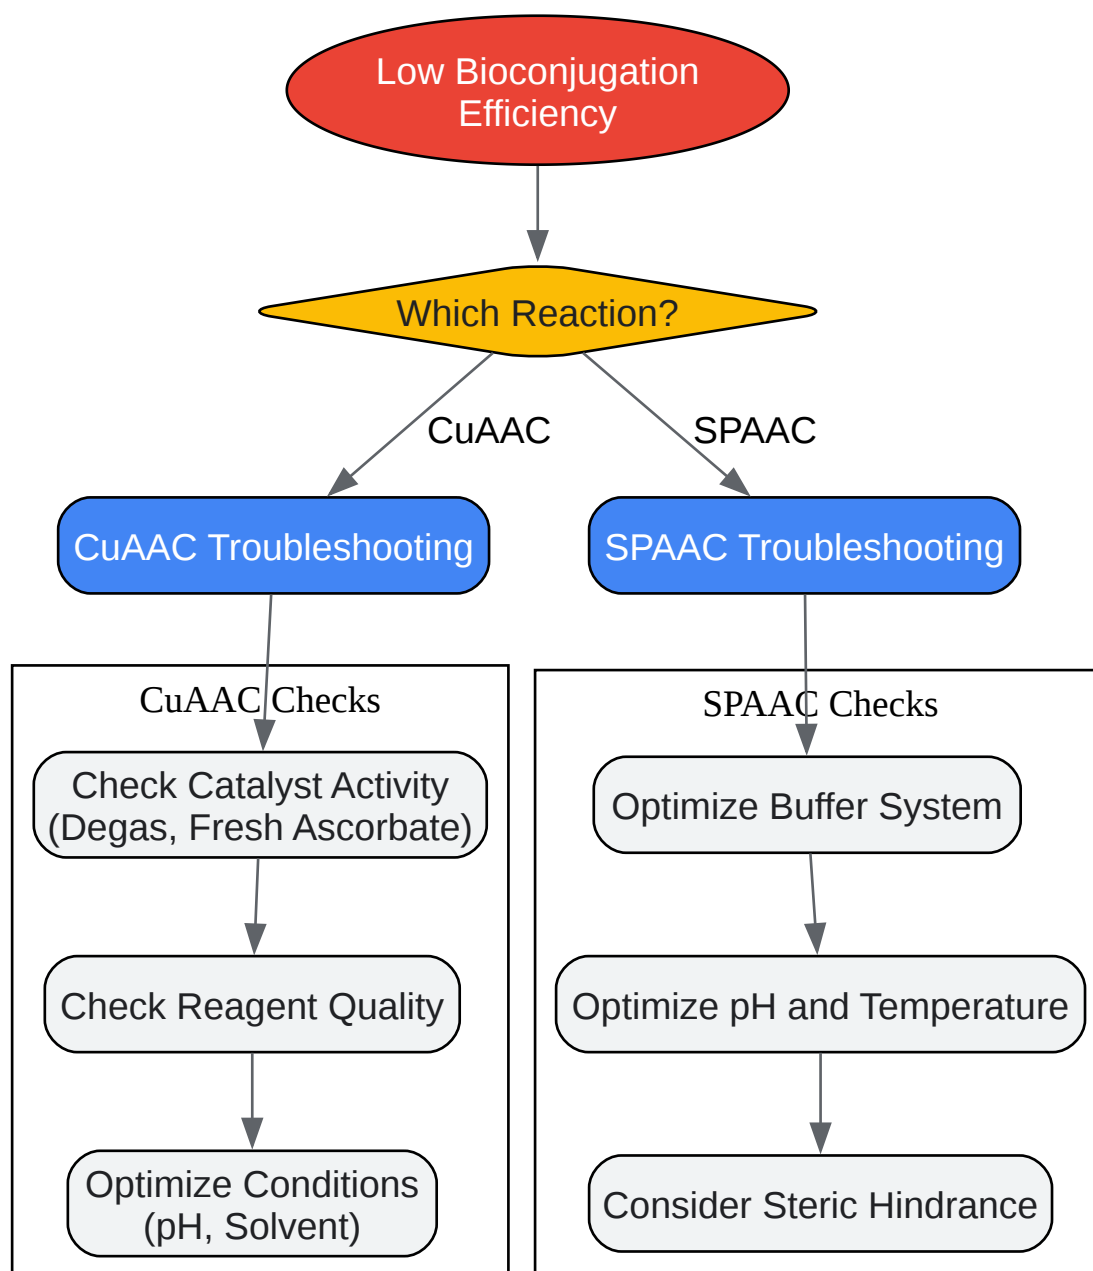 Low Bioconjugation
Efficiency
Which Reaction?
CuAAC
SPAAC
CuAAC Troubleshooting
SPAAC Troubleshooting
CuAAC Checks
SPAAC Checks
Check Catalyst Activity
(Degas, Fresh Ascorbate)
Optimize Buffer System
Check Reagent Quality
Optimize pH and Temperature
Optimize Conditions
(pH, Solvent)
Consider Steric Hindrance